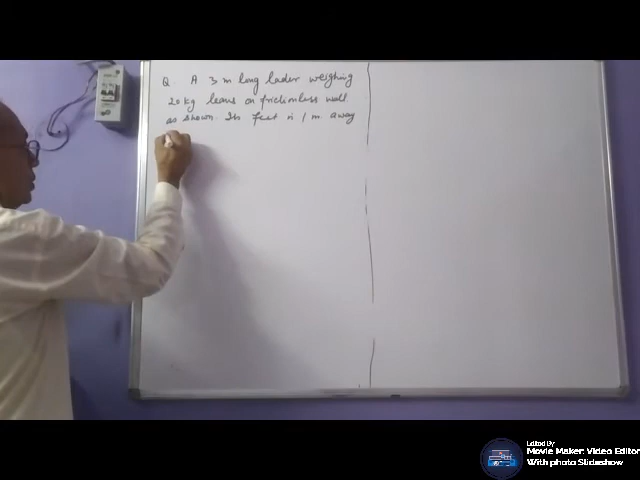 Q. A 3 m long lader weighing
20 kg leans on frictionless wall.
as shown. Its feet is 1 m away
Edited By
Movie Maker: Video Editor
With photo Slideshow